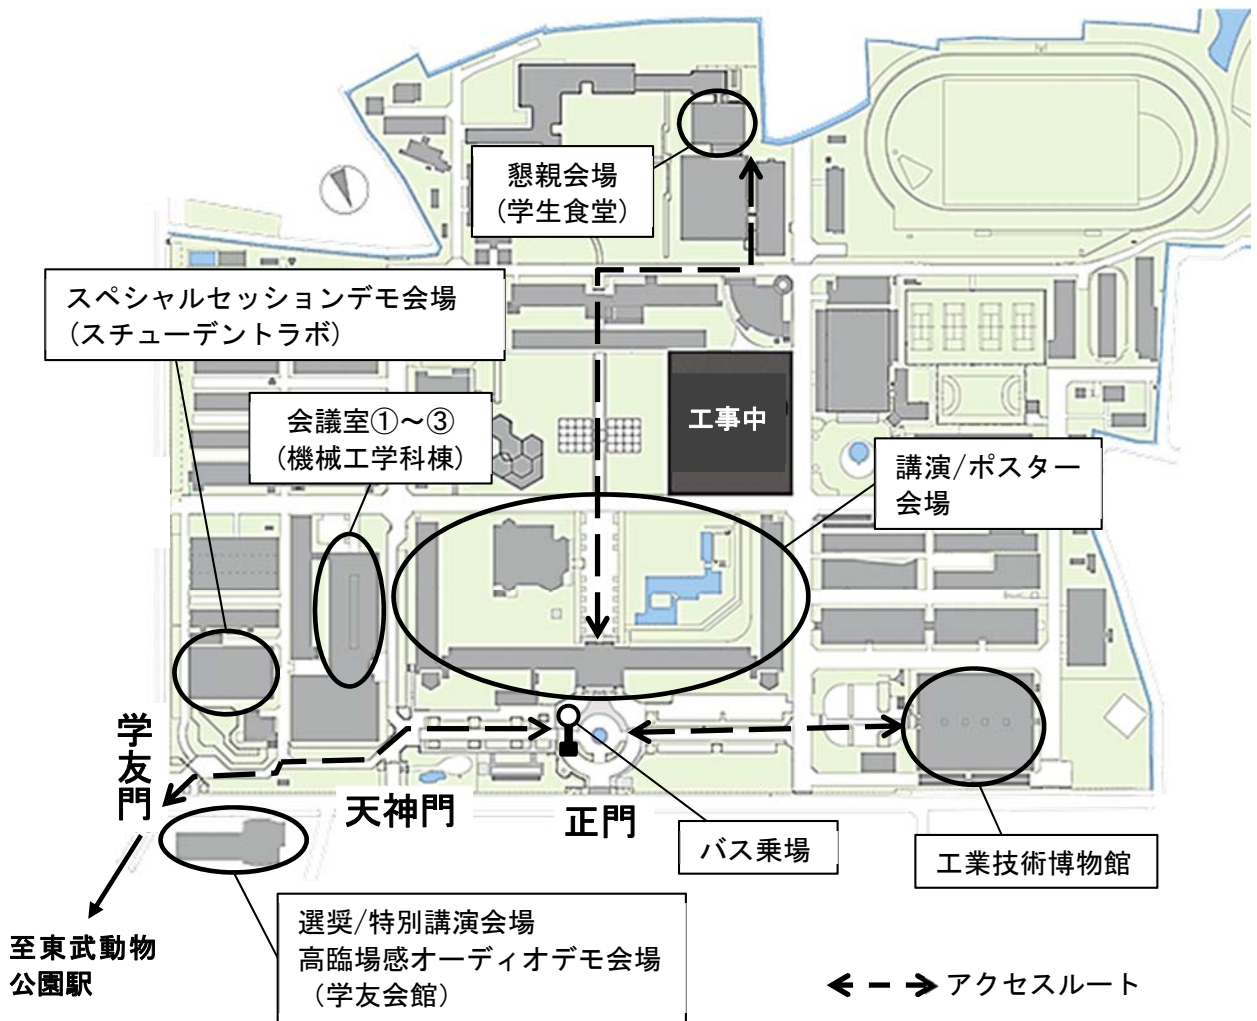 懇親会場
(学生食堂)
スペシャルセッションデモ会場
(スチューデントラボ)
会議室①～③
(機械工学科棟)
工事中
講演/ポスター
会場
学友門
天神門
正門
バス乗場
工業技術博物館
至東武動物
公園駅
選奨/特別講演会場
高臨場感オーディオデモ会場
(学友会館)
アクセスルート